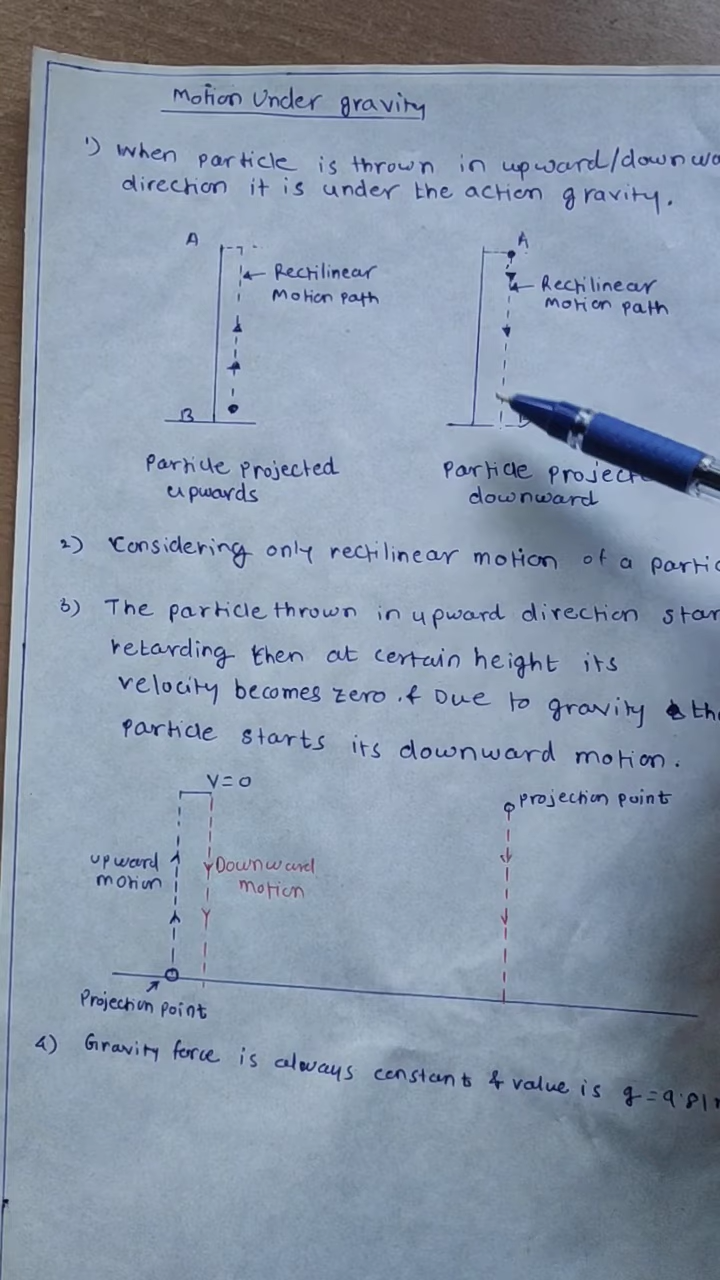 Motion Under gravity
1) When particle is thrown in upward/downwa
direction it is under the action gravity.
A
A
Rectilinear
Motion path
Rectilinear
motion path
B
Particle projected
upwards
Particle project
downward
2) Considering only rectilinear motion of a partic
3) The particle thrown in upward direction star
retarding then at certain height its
velocity becomes zero. & Due to gravity the
particle starts its downward motion.
V=0
projection point
upward
motion
Downward
motion
Projection point
4) Gravity force is always constant & value is g=9.81